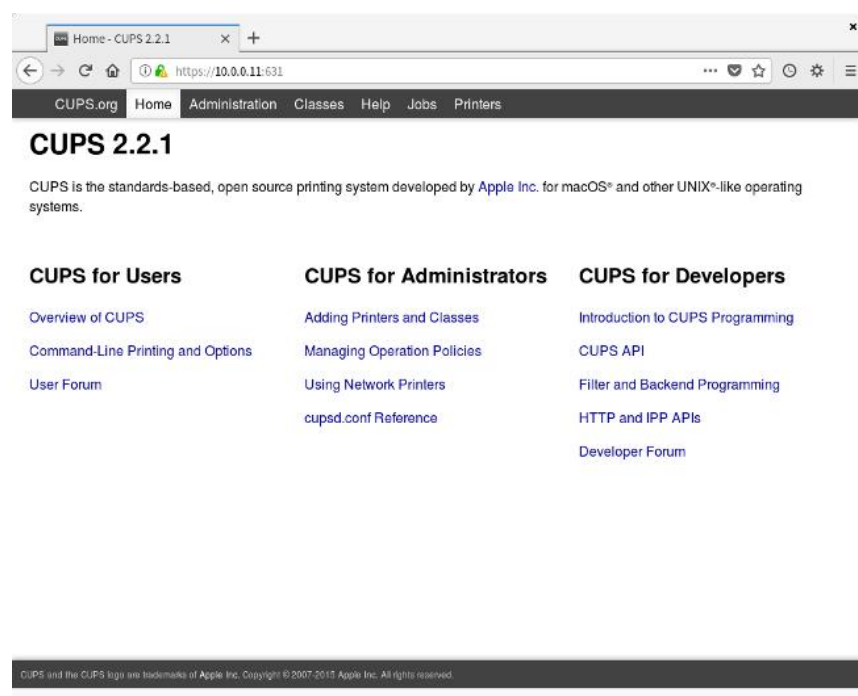 Home - CUPS 2.2.1
https://10.0.0.11:631
CUPS.org Home Administration Classes Help Jobs Printers
CUPS 2.2.1
CUPS is the standards-based, open source printing system developed by Apple Inc. for macOS® and other UNIX®-like operating
systems.
CUPS for Users
Overview of CUPS
Command-Line Printing and Options
User Forum
CUPS for Administrators
Adding Printers and Classes
Managing Operation Policies
Using Network Printers
cupsd.conf Reference
CUPS for Developers
Introduction to CUPS Programming
CUPS API
Filter and Backend Programming
HTTP and IPP APIs
Developer Forum
CUPS and the CUPS logo are trademarks of Apple Inc. Copyright © 2007-2015 Apple Inc. All rights reserved.